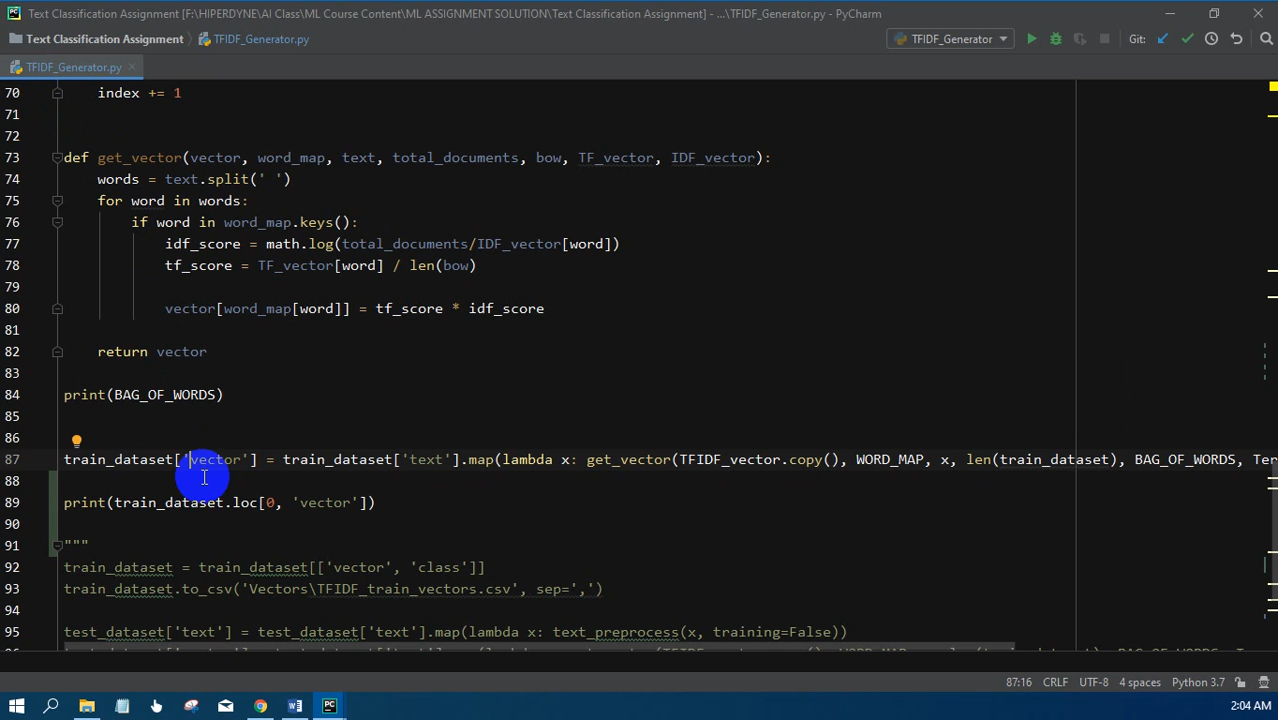 Text Classification Assignment [F:\HIPERDYNE\AI Class\ML Course Content\ML ASSIGNMENT SOLUTION\Text Classification Assignment] - ...\TFIDF_Generator.py - PyCharm
Text Classification Assignment TFIDF_Generator.py TFIDF_Generator Git:
TFIDF_Generator.py
70 index += 1
71
72
73 def get_vector(vector, word_map, text, total_documents, bow, TF_vector, IDF_vector):
74 words = text.split(' ')
75 for word in words:
76 if word in word_map.keys():
77 idf_score = math.log(total_documents/IDF_vector[word])
78 tf_score = TF_vector[word] / len(bow)
79
80 vector[word_map[word]] = tf_score * idf_score
81
82 return vector
83
84 print(BAG_OF_WORDS)
85
86
87 train_dataset['vector'] = train_dataset['text'].map(lambda x: get_vector(TFIDF_vector.copy(), WORD_MAP, x, len(train_dataset), BAG_OF_WORDS, Ter
88
89 print(train_dataset.loc[0, 'vector'])
90
91 """
92 train_dataset = train_dataset[['vector', 'class']]
93 train_dataset.to_csv('Vectors\TFIDF_train_vectors.csv', sep=',')
94
95 test_dataset['text'] = test_dataset['text'].map(lambda x: text_preprocess(x, training=False))
87:16 CRLF UTF-8 4 spaces Python 3.7
2:04 AM